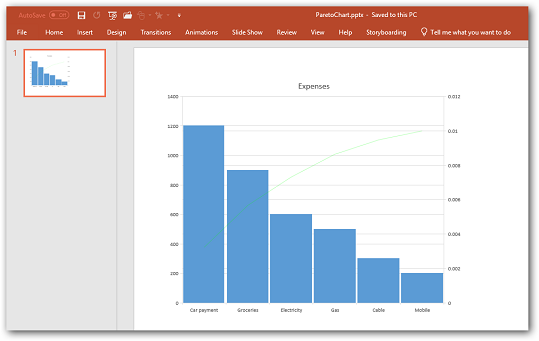 AutoSave Off ParetoChart.pptx - Saved to this PC
File Home Insert Design Transitions Animations Slide Show Review View Help Storyboarding Tell me what you want to do
1
Expenses
1400 0.012
1200 0.01
1000 0.008
800 0.006
600 0.004
400 0.002
200 0
0
Car payment Groceries Electricity Gas Cable Mobile